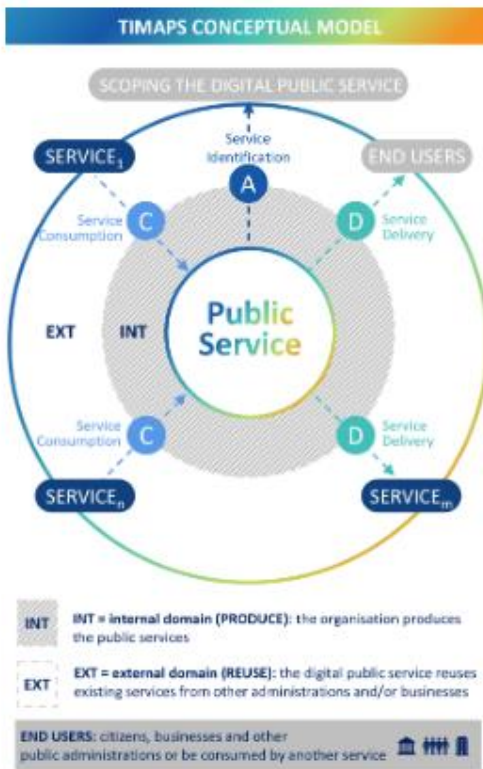 TIMAPS CONCEPTUAL MODEL
SCOPING THE DIGITAL PUBLIC SERVICE
SERVICE1
Service
Identification
END USERS
A
Service
Consumption
C
D
Service
Delivery
EXT
INT
Public
Service
Service
Consumption
C
D
Service
Delivery
SERVICEn
SERVICEm
INT
INT = internal domain (PRODUCE): the organisation produces
the public services
EXT
EXT = external domain (REUSE): the digital public service reuses
existing services from other administrations and/or businesses
END USERS: citizens, businesses and other
public administrations or be consumed by another service